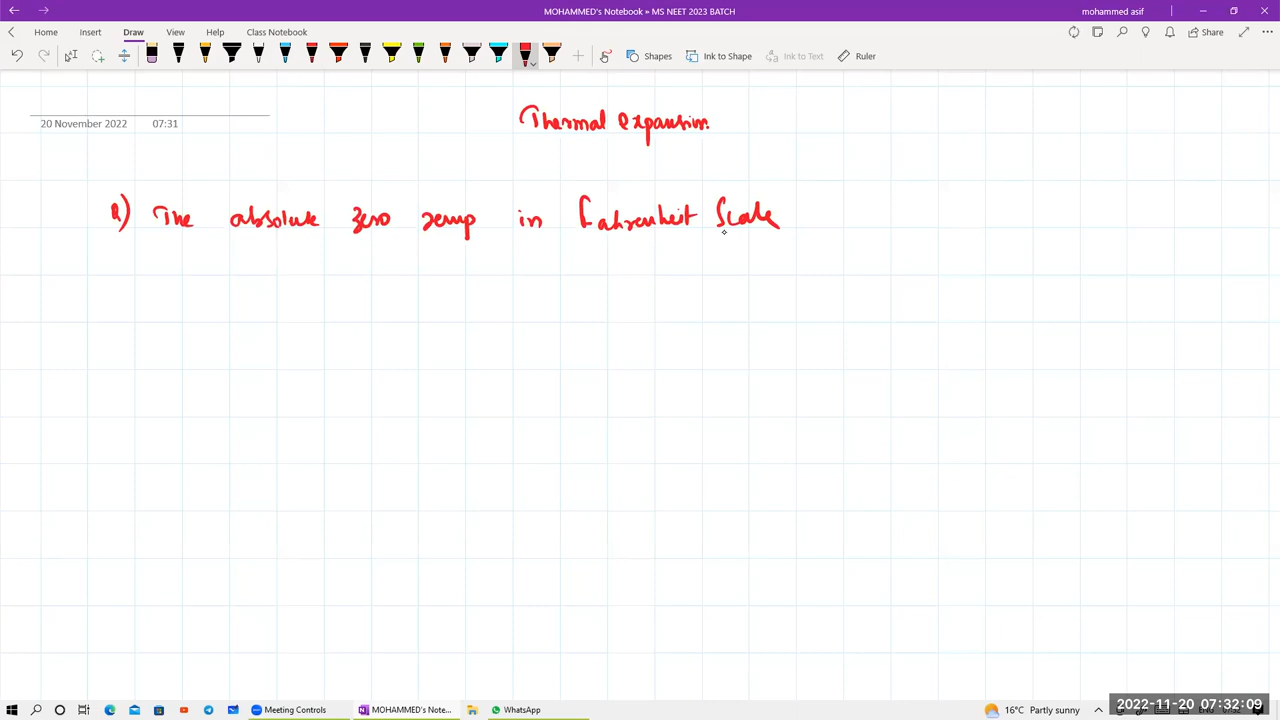 MOHAMMED's Notebook » MS NEET 2023 BATCH
mohammed asif
Home Insert Draw View Help Class Notebook
Share
Shapes Ink to Shape Ink to Text Ruler
Thermal expansion.
20 November 2022 07:31
Q) The absolute zero temp in Fahrenheit Scale
Meeting Controls MOHAMMED's Note... WhatsApp
16°C Partly sunny
2022-11-20 07:32:09